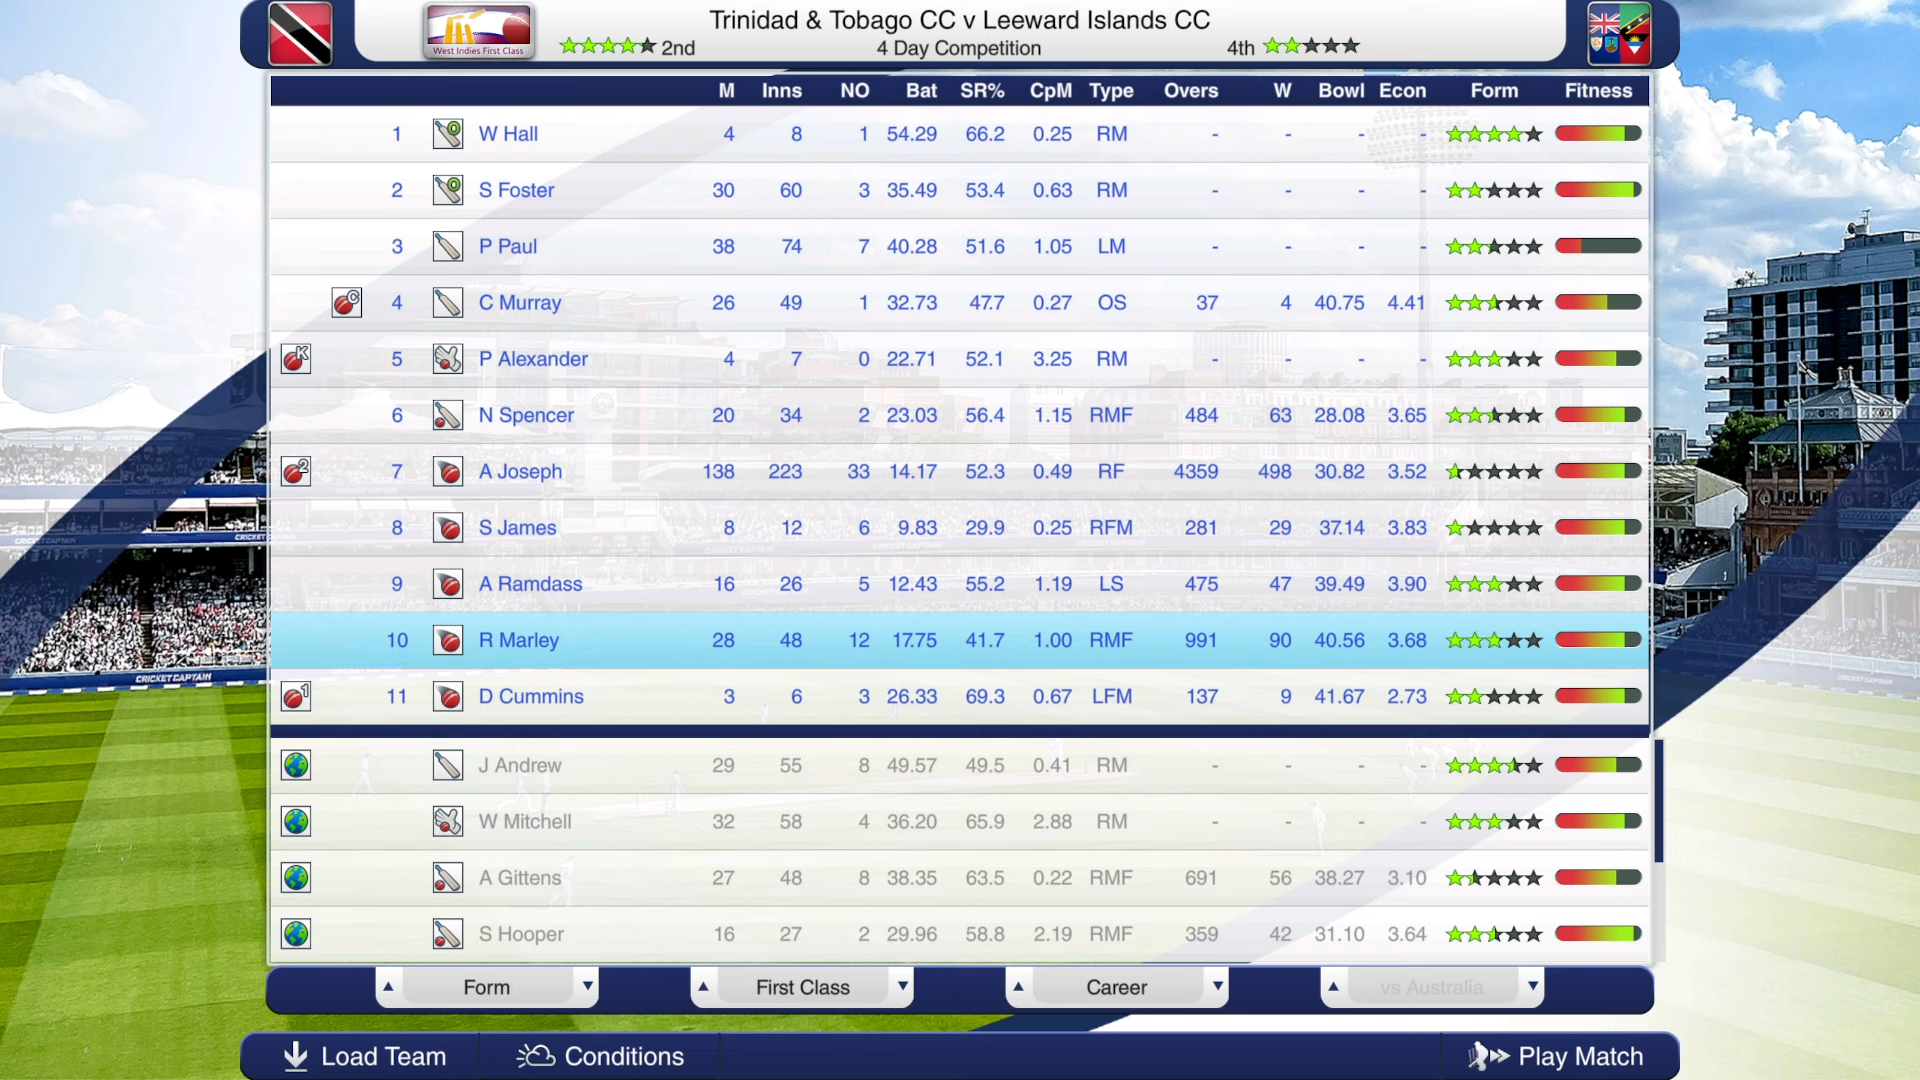 Trinidad & Tobago CC v Leeward Islands CC
West Indies First Class
2nd 4 Day Competition 4th
M Inns NO Bat SR% CpM Type Overs W Bowl Econ Form Fitness
1 W Hall 4 8 1 54.29 66.2 0.25 RM - - - -
2 S Foster 30 60 3 35.49 53.4 0.63 RM - - - -
3 P Paul 38 74 7 40.28 51.6 1.05 LM - - - -
C 4 C Murray 26 49 1 32.73 47.7 0.27 OS 37 4 40.75 4.41
K 5 P Alexander 4 7 0 22.71 52.1 3.25 RM - - - -
6 N Spencer 20 34 2 23.03 56.4 1.15 RMF 484 63 28.08 3.65
2 7 A Joseph 138 223 33 14.17 52.3 0.49 RF 4359 498 30.82 3.52
8 S James 8 12 6 9.83 29.9 0.25 RFM 281 29 37.14 3.83
9 A Ramdass 16 26 5 12.43 55.2 1.19 LS 475 47 39.49 3.90
10 R Marley 28 48 12 17.75 41.7 1.00 RMF 991 90 40.56 3.68
1 11 D Cummins 3 6 3 26.33 69.3 0.67 LFM 137 9 41.67 2.73
J Andrew 29 55 8 49.57 49.5 0.41 RM - - - -
W Mitchell 32 58 4 36.20 65.9 2.88 RM - - - -
A Gittens 27 48 8 38.35 63.5 0.22 RMF 691 56 38.27 3.10
S Hooper 16 27 2 29.96 58.8 2.19 RMF 359 42 31.10 3.64
CRICKET CAPTAIN
Form First Class Career vs Australia
Load Team Conditions Play Match